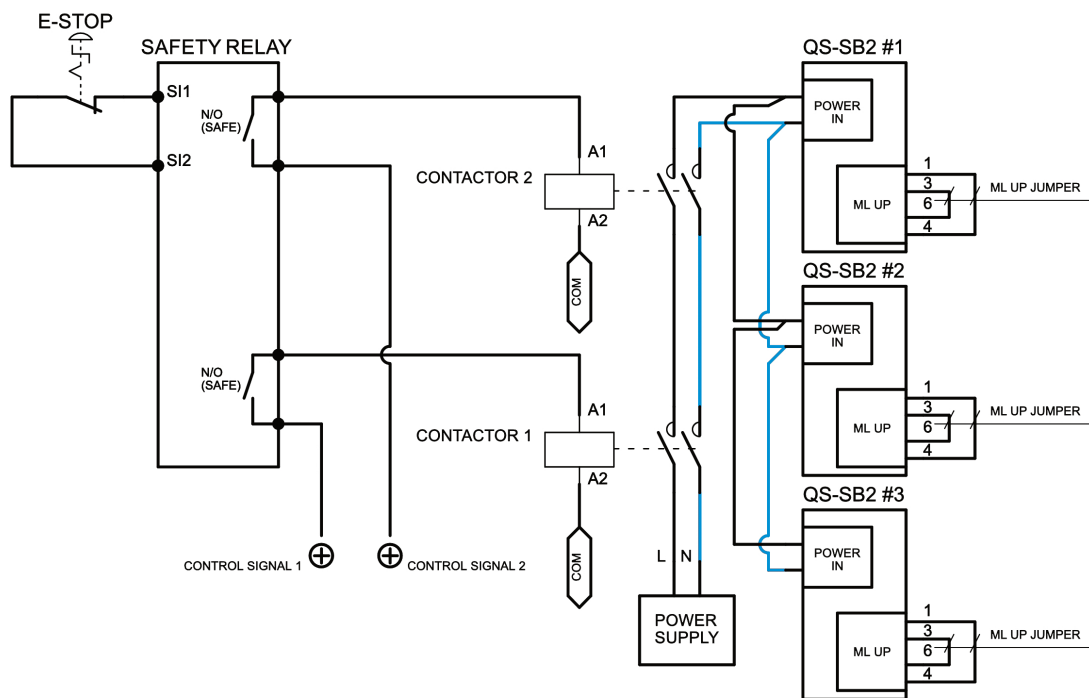 E-STOP
SAFETY RELAY
SI1
SI2
N/O
(SAFE)
N/O
(SAFE)
CONTROL SIGNAL 1
CONTROL SIGNAL 2
CONTACTOR 2
A1
A2
COM
CONTACTOR 1
A1
A2
COM
L N
POWER
SUPPLY
QS-SB2 #1
POWER
IN
ML UP
1
3
6
4
ML UP JUMPER
QS-SB2 #2
POWER
IN
ML UP
1
3
6
4
ML UP JUMPER
QS-SB2 #3
POWER
IN
ML UP
1
3
6
4
ML UP JUMPER